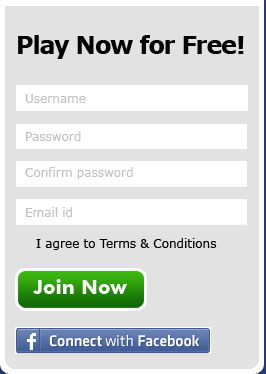 Play Now for Free!
Username
Password
Confirm password
Email id
I agree to Terms & Conditions
Join Now
f Connect with Facebook